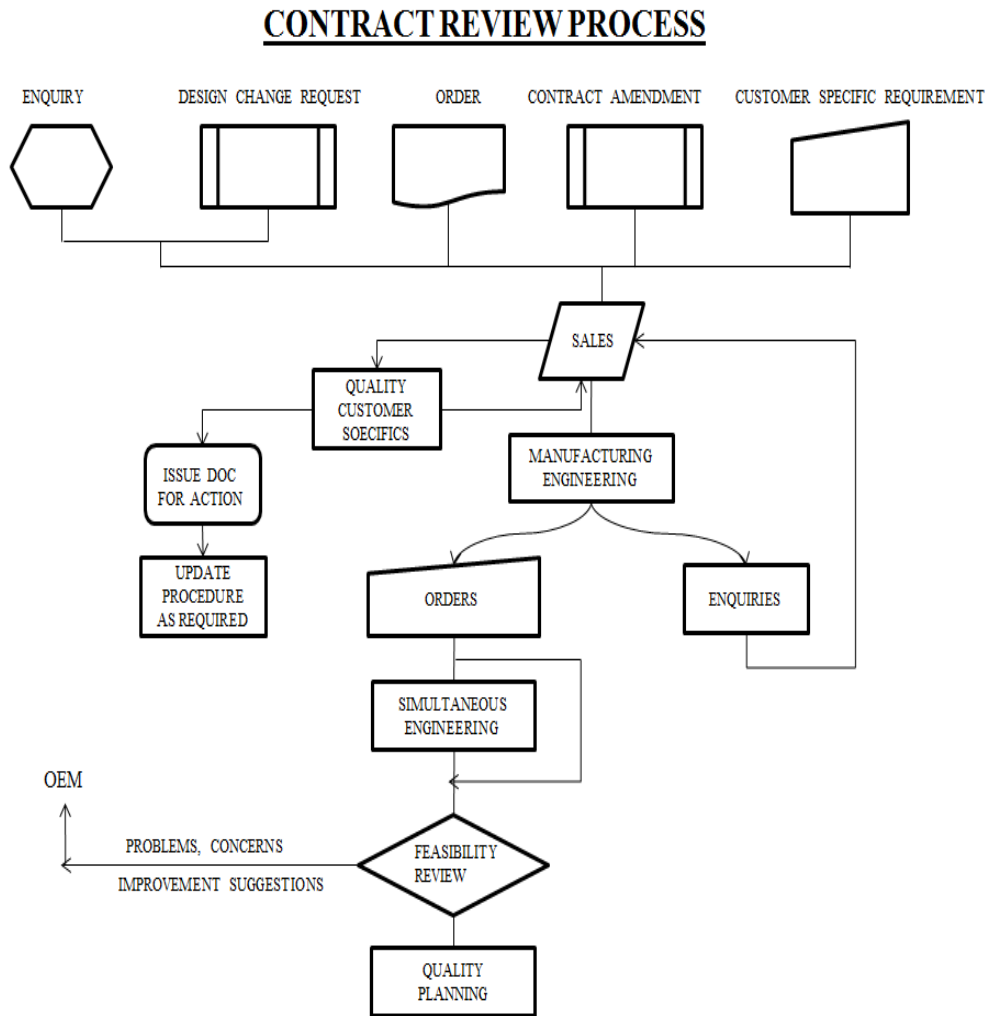 CONTRACT REVIEW PROCESS
ENQUIRY
DESIGN CHANGE REQUEST
ORDER
CONTRACT AMENDMENT
CUSTOMER SPECIFIC REQUIREMENT
SALES
QUALITY
CUSTOMER
SOECIFICS
MANUFACTURING
ENGINEERING
ISSUE DOC
FOR ACTION
UPDATE
PROCEDURE
AS REQUIRED
ORDERS
ENQUIRIES
SIMULTANEOUS
ENGINEERING
OEM
PROBLEMS, CONCERNS
IMPROVEMENT SUGGESTIONS
FEASIBILITY
REVIEW
QUALITY
PLANNING